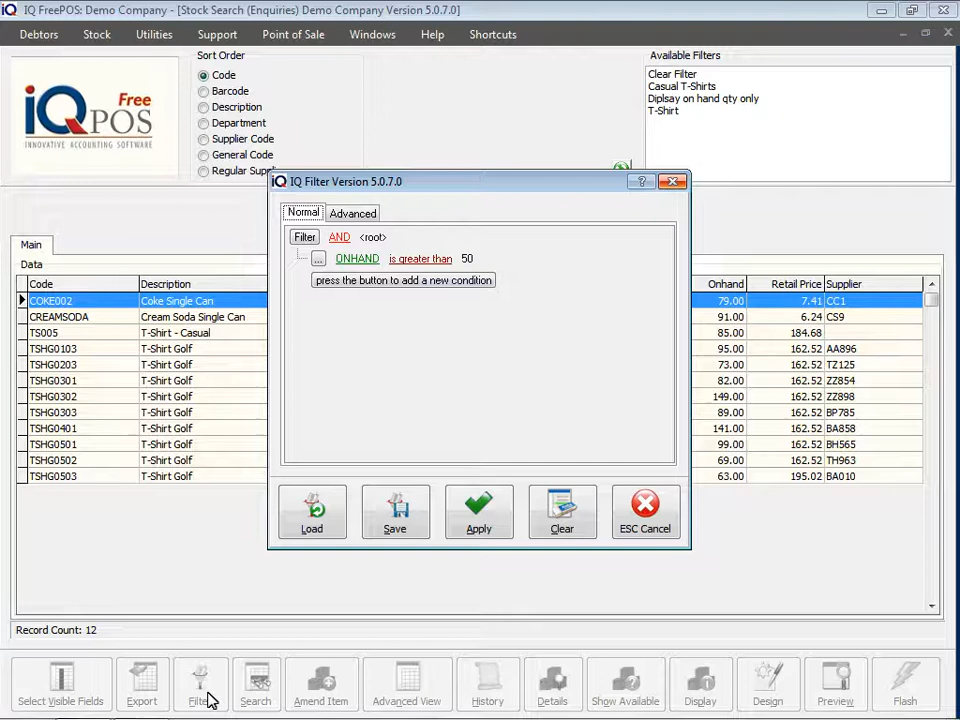 IQ FreePOS: Demo Company - [Stock Search (Enquiries) Demo Company Version 5.0.7.0]
Debtors Stock Utilities Support Point of Sale Windows Help Shortcuts
iQ Free POS
INNOVATIVE ACCOUNTING SOFTWARE
Sort Order
Code
Barcode
Description
Department
Supplier Code
General Code
Regular
Available Filters
Clear Filter
Casual T-Shirts
Diplsay on hand qty only
T-Shirt
IQ Filter Version 5.0.7.0
Normal Advanced
Filter AND <root>
... ONHAND is greater than 50
press the button to add a new condition
Load Save Apply Clear ESC Cancel
Main
Data
Code Description Onhand Retail Price Supplier
COKE002 Coke Single Can 79.00 7.41 CC1
CREAMSODA Cream Soda Single Can 91.00 6.24 CS9
TS005 T-Shirt - Casual 85.00 184.68
TSHG0103 T-Shirt Golf 95.00 162.52 AA896
TSHG0203 T-Shirt Golf 73.00 162.52 TZ125
TSHG0301 T-Shirt Golf 82.00 162.52 ZZ854
TSHG0302 T-Shirt Golf 149.00 162.52 ZZ898
TSHG0303 T-Shirt Golf 89.00 162.52 BP785
TSHG0401 T-Shirt Golf 141.00 162.52 BA858
TSHG0501 T-Shirt Golf 99.00 162.52 BH565
TSHG0502 T-Shirt Golf 69.00 162.52 TH963
TSHG0503 T-Shirt Golf 63.00 195.02 BA010
Record Count: 12
Select Visible Fields Export Filter Search Amend Item Advanced View History Details Show Available Display Design Preview Flash